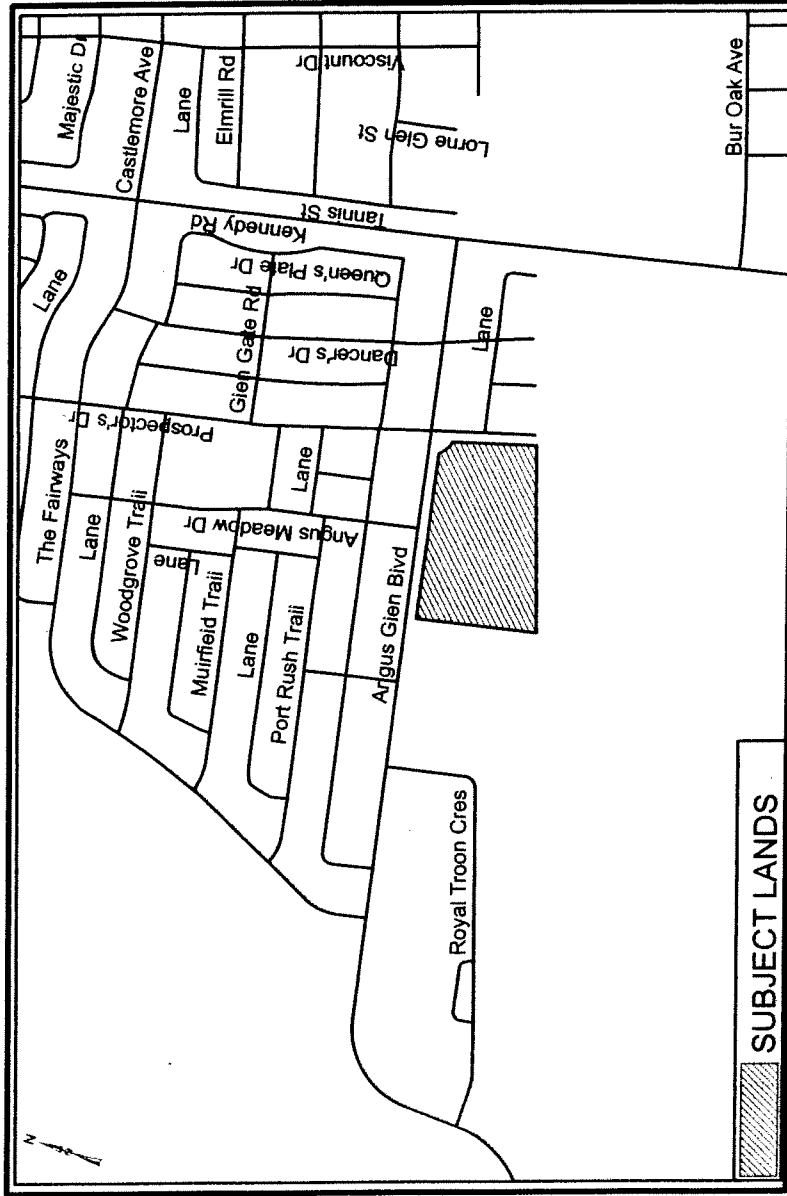 Majestic Dr
Castlemore Ave
Lane
Elmrill Rd
Viscount Dr
Lorne Glen St
Bur Oak Ave
Tannis St
Kennedy Rd
Lane
Queen's Plate Dr
Glen Gate Rd
Dancer's Dr
Lane
Prospector's Dr
The Fairways
Lane
Woodgrove Trail
Lane
Muirfield Trail
Lane
Port Rush Trail
Angus Meadow Dr
Lane
Angus Glen Blvd
Royal Troon Cres
N
SUBJECT LANDS